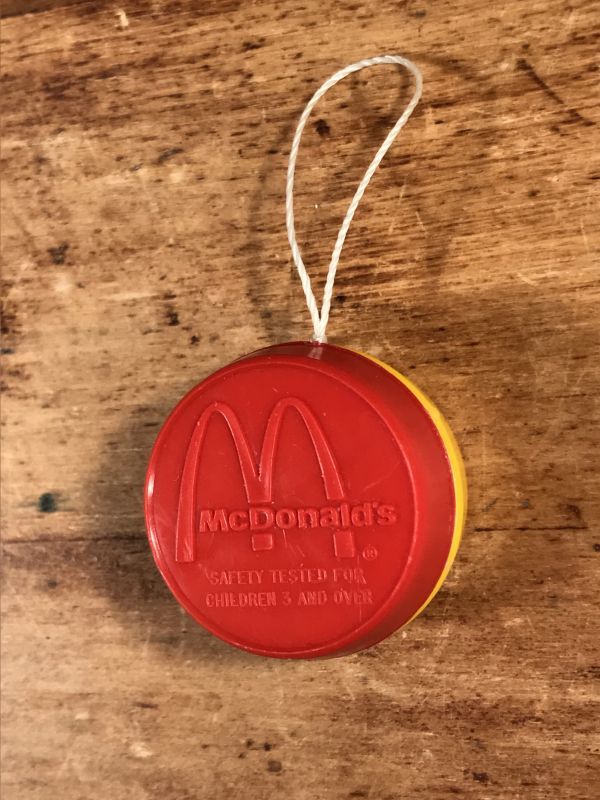 McDonald's
®
SAFETY TESTED FOR
CHILDREN 3 AND OVER